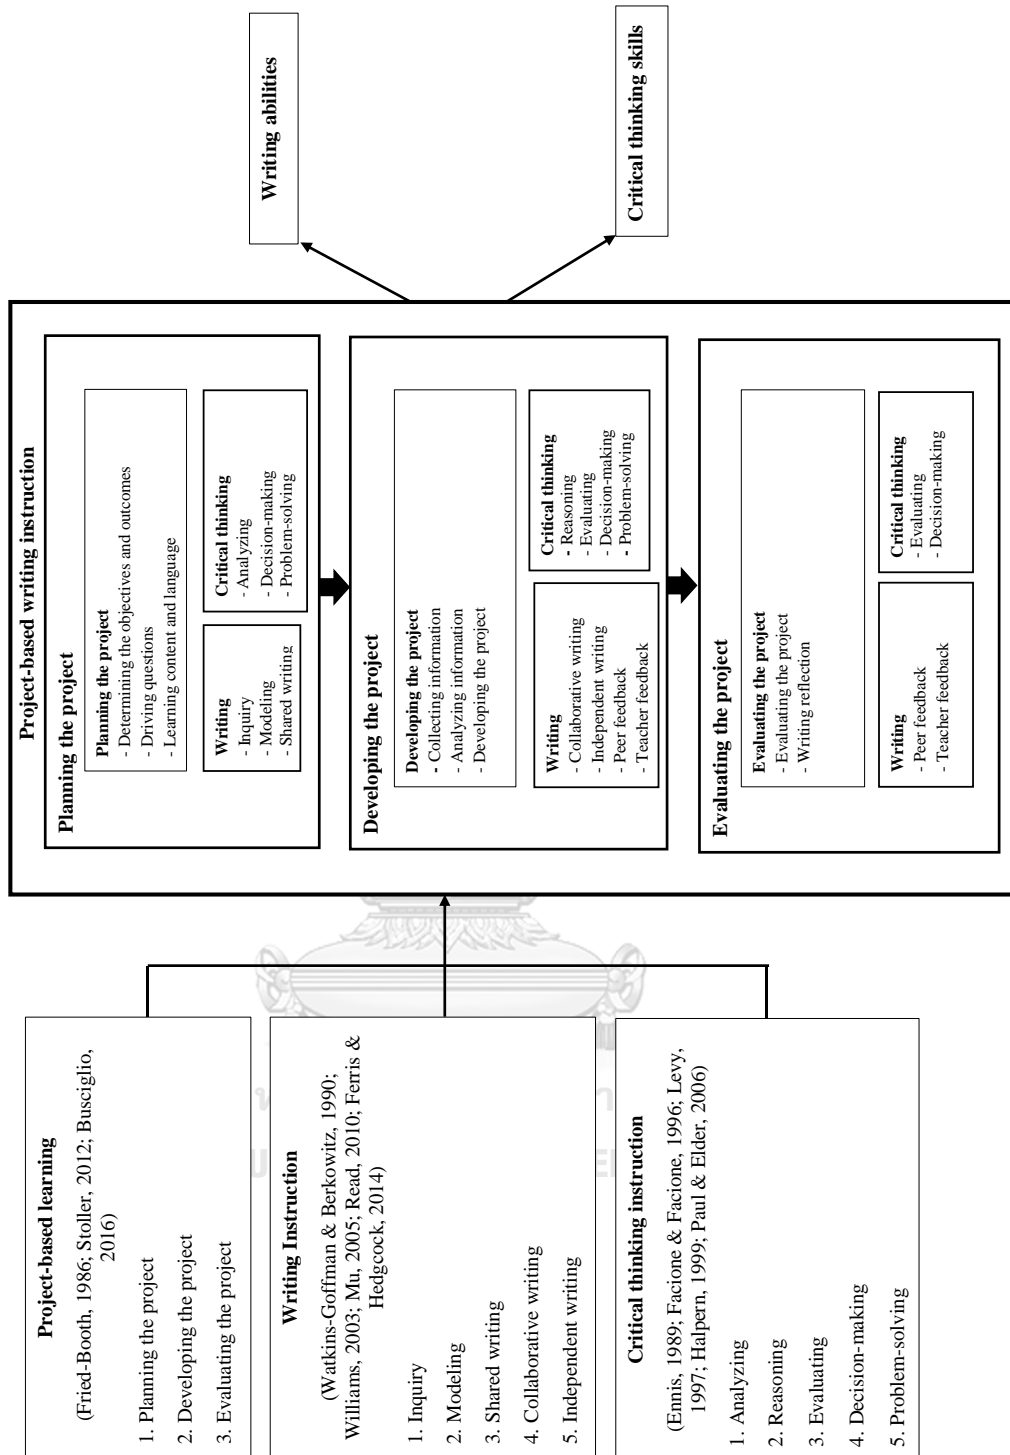 Project-based learning
(Fried-Booth, 1986; Stoller, 2012; Busciglio,
2016)
1. Planning the project
2. Developing the project
3. Evaluating the project
Writing Instruction
(Watkins-Goffman & Berkowitz, 1990;
Williams, 2003; Mu, 2005; Read, 2010; Ferris &
Hedgcock, 2014)
1. Inquiry
2. Modeling
3. Shared writing
4. Collaborative writing
5. Independent writing
Critical thinking instruction
(Ennis, 1989; Facione & Facione, 1996; Levy,
1997; Halpern, 1999; Paul & Elder, 2006)
1. Analyzing
2. Reasoning
3. Evaluating
4. Decision-making
5. Problem-solving
Project-based writing instruction
Planning the project
Planning the project
- Determining the objectives and outcomes
- Driving questions
- Learning content and language
Writing
- Inquiry
- Modeling
- Shared writing
Critical thinking
- Analyzing
- Decision-making
- Problem-solving
Developing the project
Developing the project
- Collecting information
- Analyzing information
- Developing the project
Writing
- Collaborative writing
- Independent writing
- Peer feedback
- Teacher feedback
Critical thinking
- Reasoning
- Evaluating
- Decision-making
- Problem-solving
Evaluating the project
Evaluating the project
- Evaluating the project
- Writing reflection
Writing
- Peer feedback
- Teacher feedback
Critical thinking
- Evaluating
- Decision-making
Writing abilities
Critical thinking skills